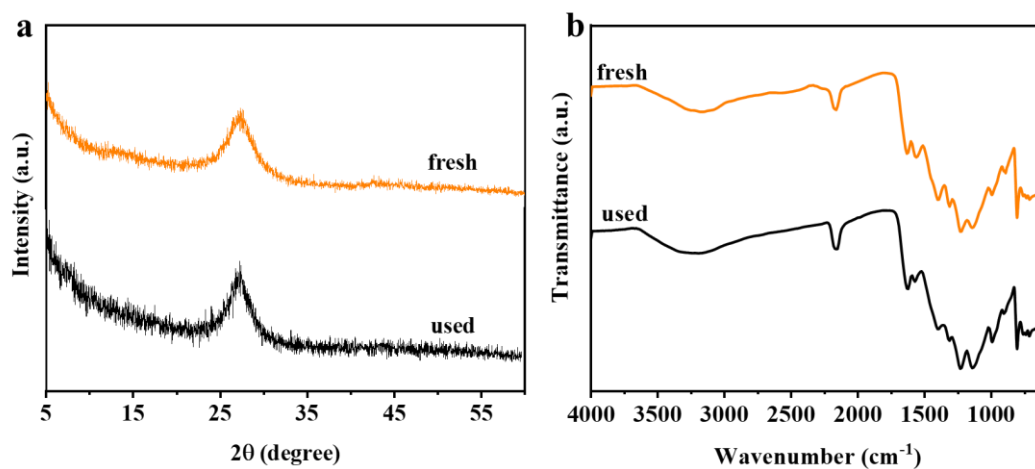 a
fresh
used
Intensity (a.u.)
5 15 25 35 45 55
2θ (degree)
b
fresh
used
Transmittance (a.u.)
4000 3500 3000 2500 2000 1500 1000
Wavenumber (cm⁻¹)